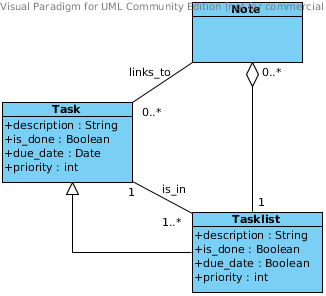 Visual Paradigm for UML Community Edition [not for commercial
Note
links_to
0..*
0..*
Task
+description : String
+is_done : Boolean
+due_date : Date
+priority : int
1
is_in
1..*
1
Tasklist
+description : String
+is_done : Boolean
+due_date : Boolean
+priority : int